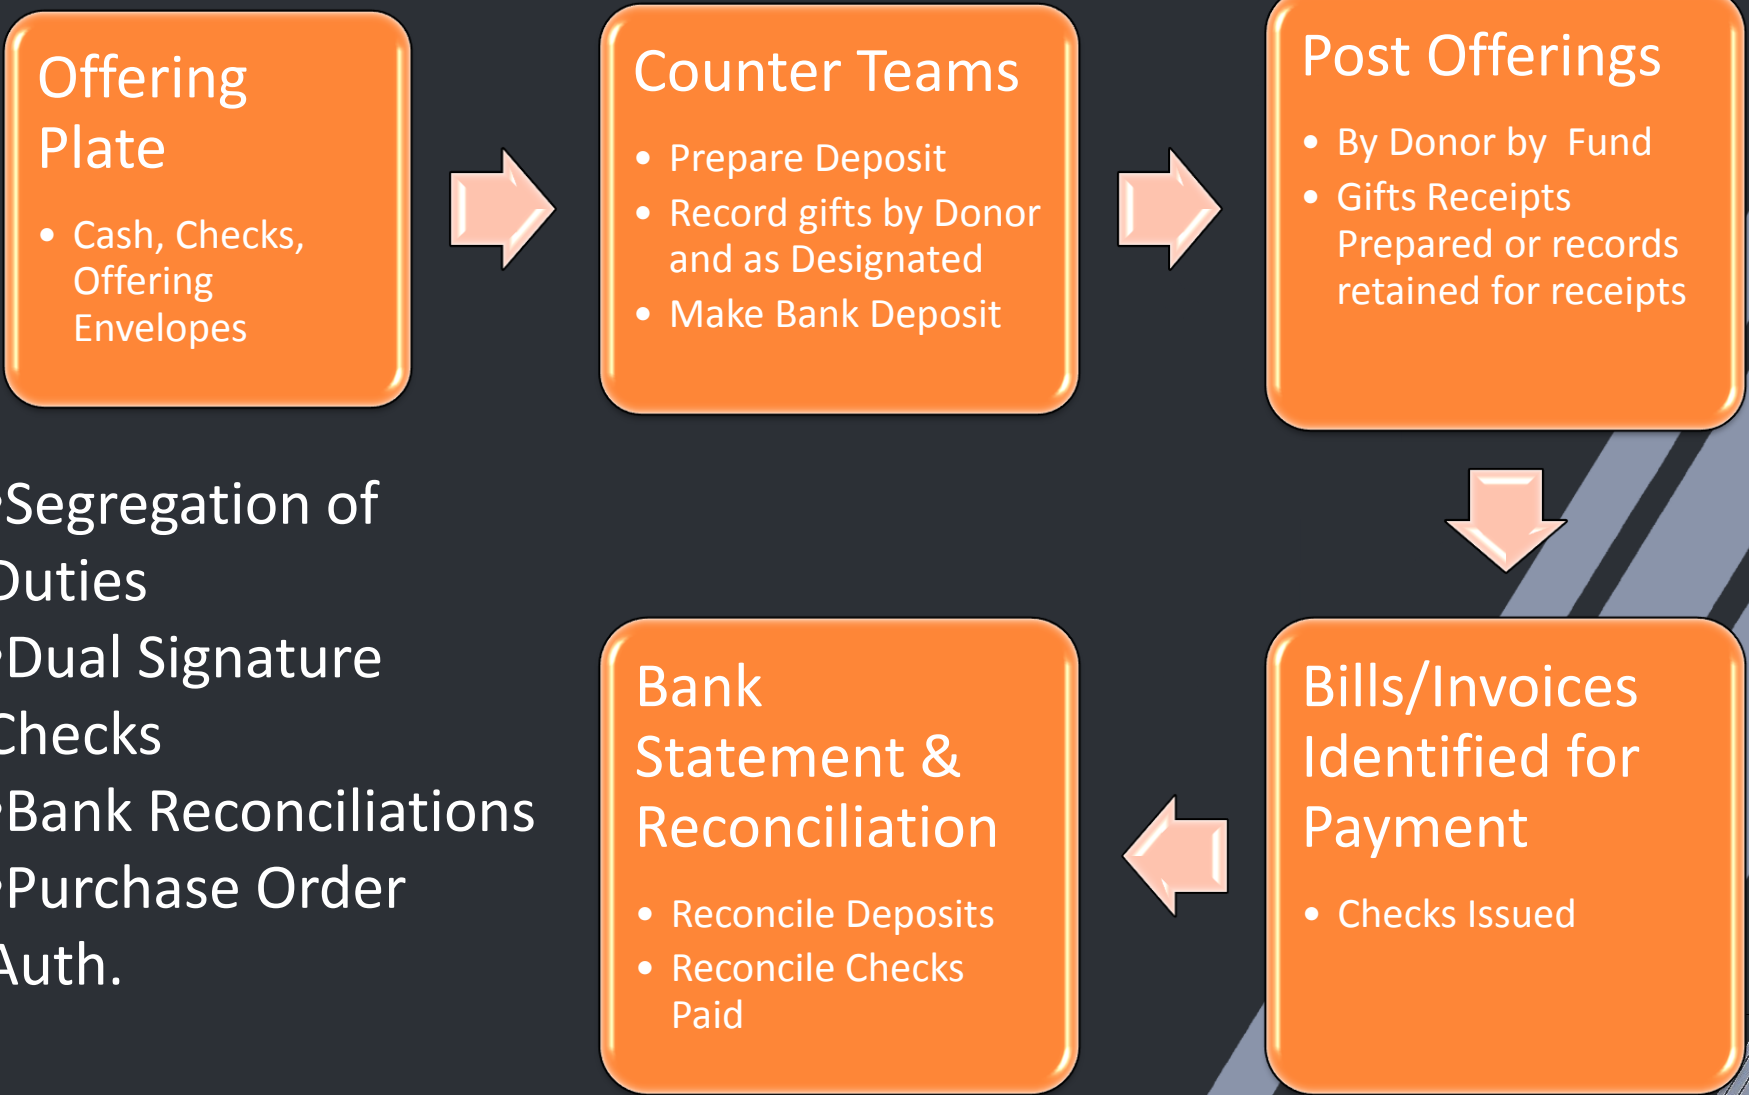 Offering
Plate
• Cash, Checks,
Offering
Envelopes
Counter Teams
• Prepare Deposit
• Record gifts by Donor
and as Designated
• Make Bank Deposit
Post Offerings
• By Donor by Fund
• Gifts Receipts
Prepared or records
retained for receipts
•Segregation of
Duties
•Dual Signature
Checks
•Bank Reconciliations
•Purchase Order
Auth.
Bank
Statement &
Reconciliation
• Reconcile Deposits
• Reconcile Checks
Paid
Bills/Invoices
Identified for
Payment
• Checks Issued